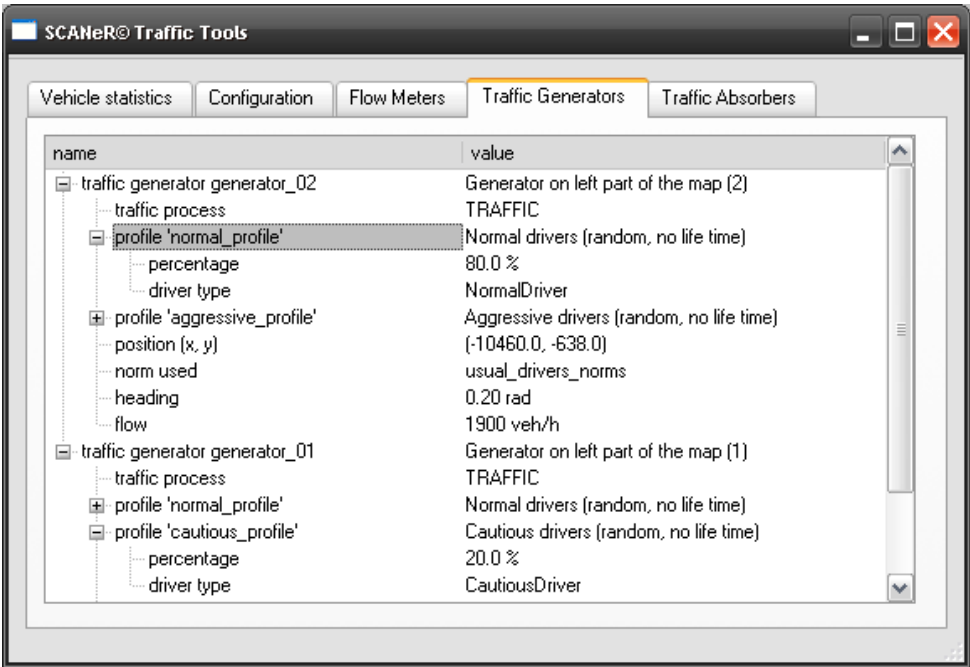 SCANeR© Traffic Tools
Vehicle statistics Configuration Flow Meters Traffic Generators Traffic Absorbers
name value
traffic generator generator_02 Generator on left part of the map (2)
traffic process TRAFFIC
profile 'normal_profile' Normal drivers (random, no life time)
percentage 80.0 %
driver type NormalDriver
profile 'aggressive_profile' Aggressive drivers (random, no life time)
position (x, y) (-10460.0, -638.0)
norm used usual_drivers_norms
heading 0.20 rad
flow 1900 veh/h
traffic generator generator_01 Generator on left part of the map (1)
traffic process TRAFFIC
profile 'normal_profile' Normal drivers (random, no life time)
profile 'cautious_profile' Cautious drivers (random, no life time)
percentage 20.0 %
driver type CautiousDriver